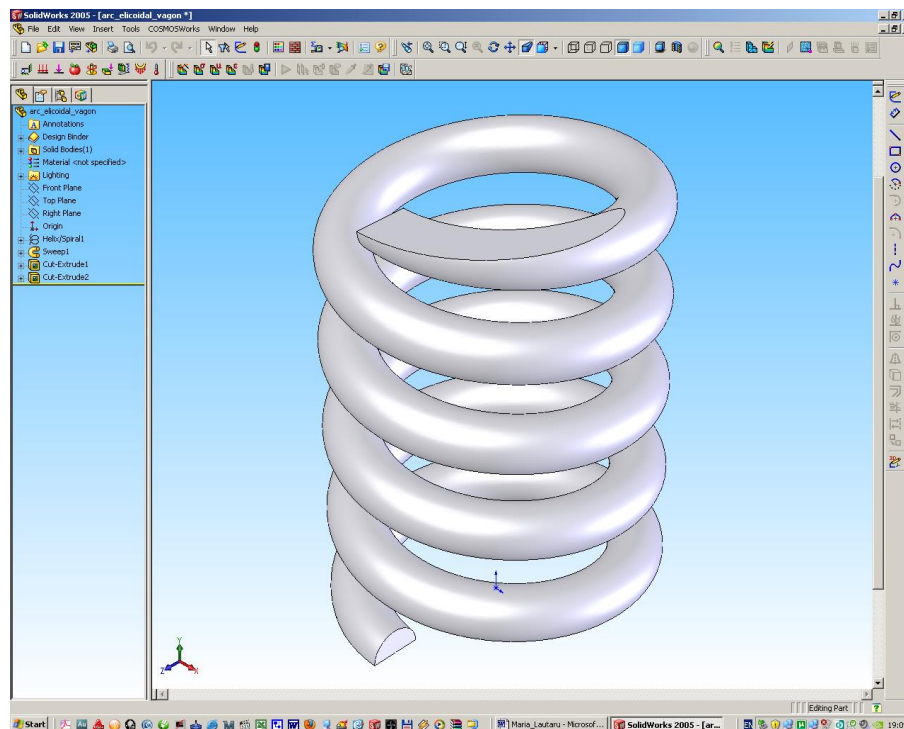 SolidWorks 2005 - [arc_elicoidal_vagon *]
File Edit View Insert Tools COSMOSWorks Window Help
arc_elicoidal_vagon
Annotations
Design Binder
Solid Bodies(1)
Material <not specified>
Lighting
Front Plane
Top Plane
Right Plane
Origin
Helix/Spiral1
Sweep1
Cut-Extrude1
Cut-Extrude2
Y
Z
X
Editing Part
Start
Maria_Lautaru - Microsof...
SolidWorks 2005 - [ar...